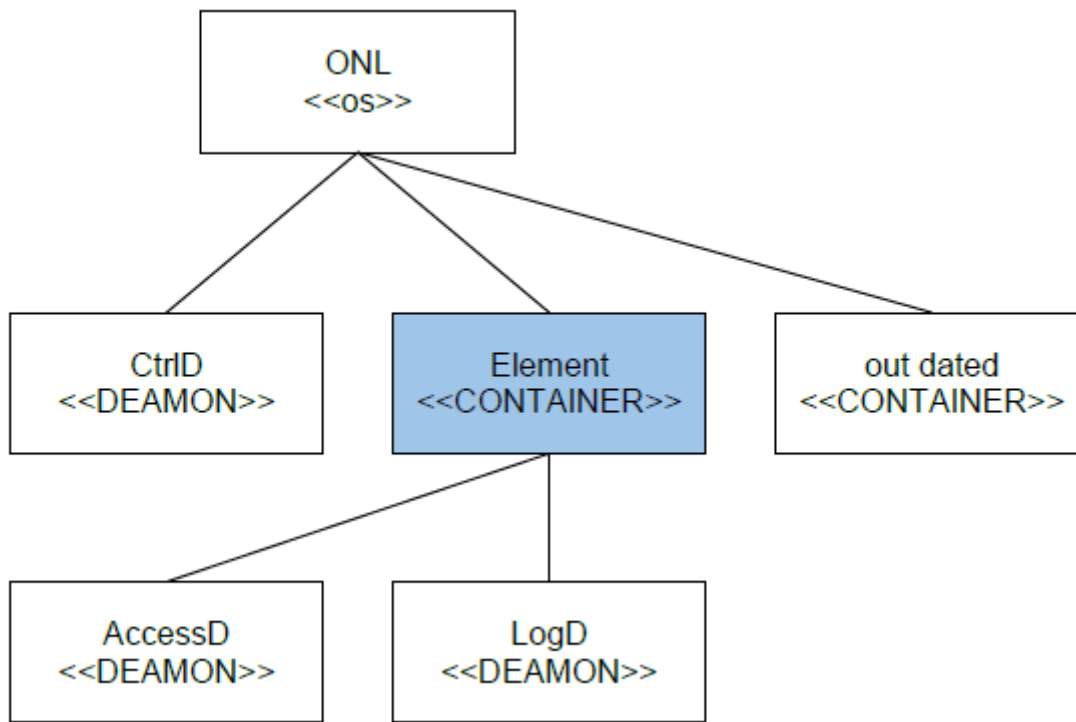 ONL
<<os>>
CtrlD
<<DEAMON>>
Element
<<CONTAINER>>
out dated
<<CONTAINER>>
AccessD
<<DEAMON>>
LogD
<<DEAMON>>